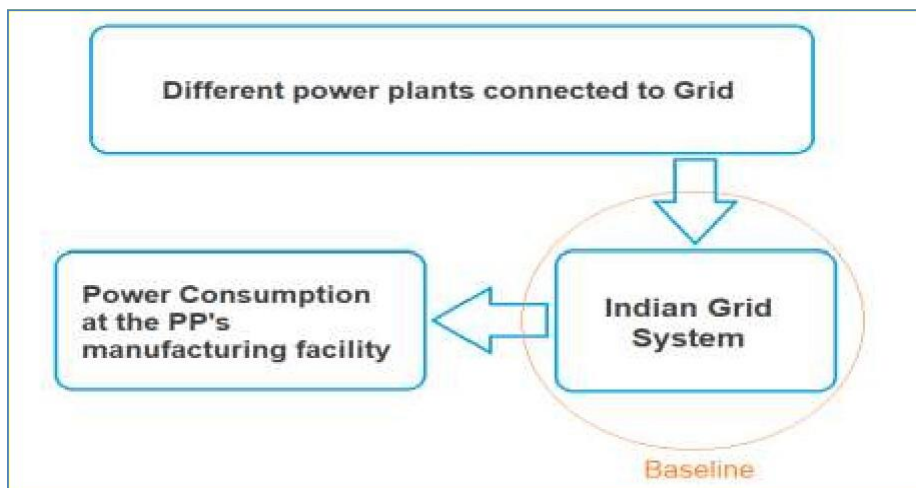 Different power plants connected to Grid
Power Consumption
at the PP's
manufacturing facility
Indian Grid
System
Baseline